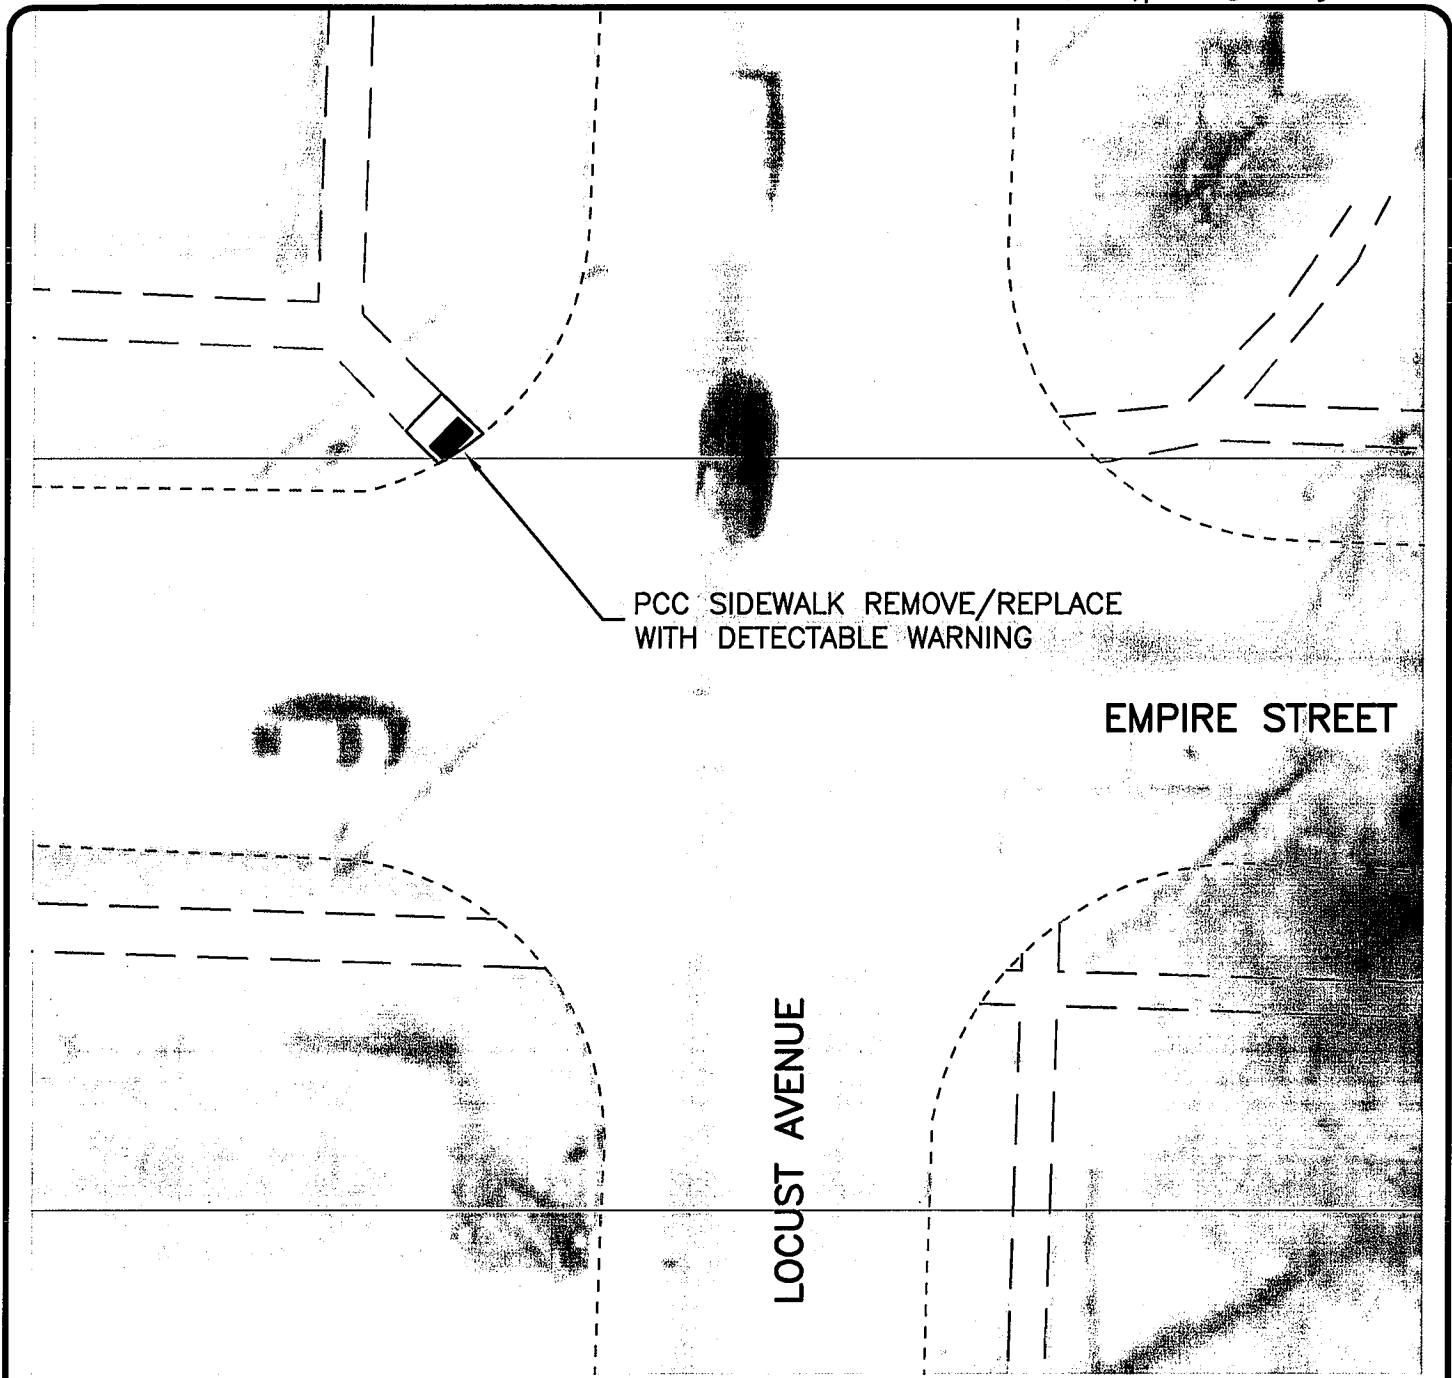 PCC SIDEWALK REMOVE/REPLACE
WITH DETECTABLE WARNING
EMPIRE STREET
LOCUST AVENUE